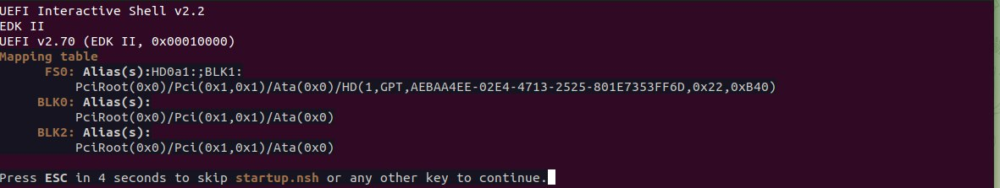 UEFI Interactive Shell v2.2
EDK II
UEFI v2.70 (EDK II, 0x00010000)
Mapping table
FS0: Alias(s):HD0a1:;BLK1:
PciRoot(0x0)/Pci(0x1,0x1)/Ata(0x0)/HD(1,GPT,AEBAA4EE-02E4-4713-2525-801E7353FF6D,0x22,0xB40)
BLK0: Alias(s):
PciRoot(0x0)/Pci(0x1,0x1)/Ata(0x0)
BLK2: Alias(s):
PciRoot(0x0)/Pci(0x1,0x1)/Ata(0x0)
Press ESC in 4 seconds to skip startup.nsh or any other key to continue.